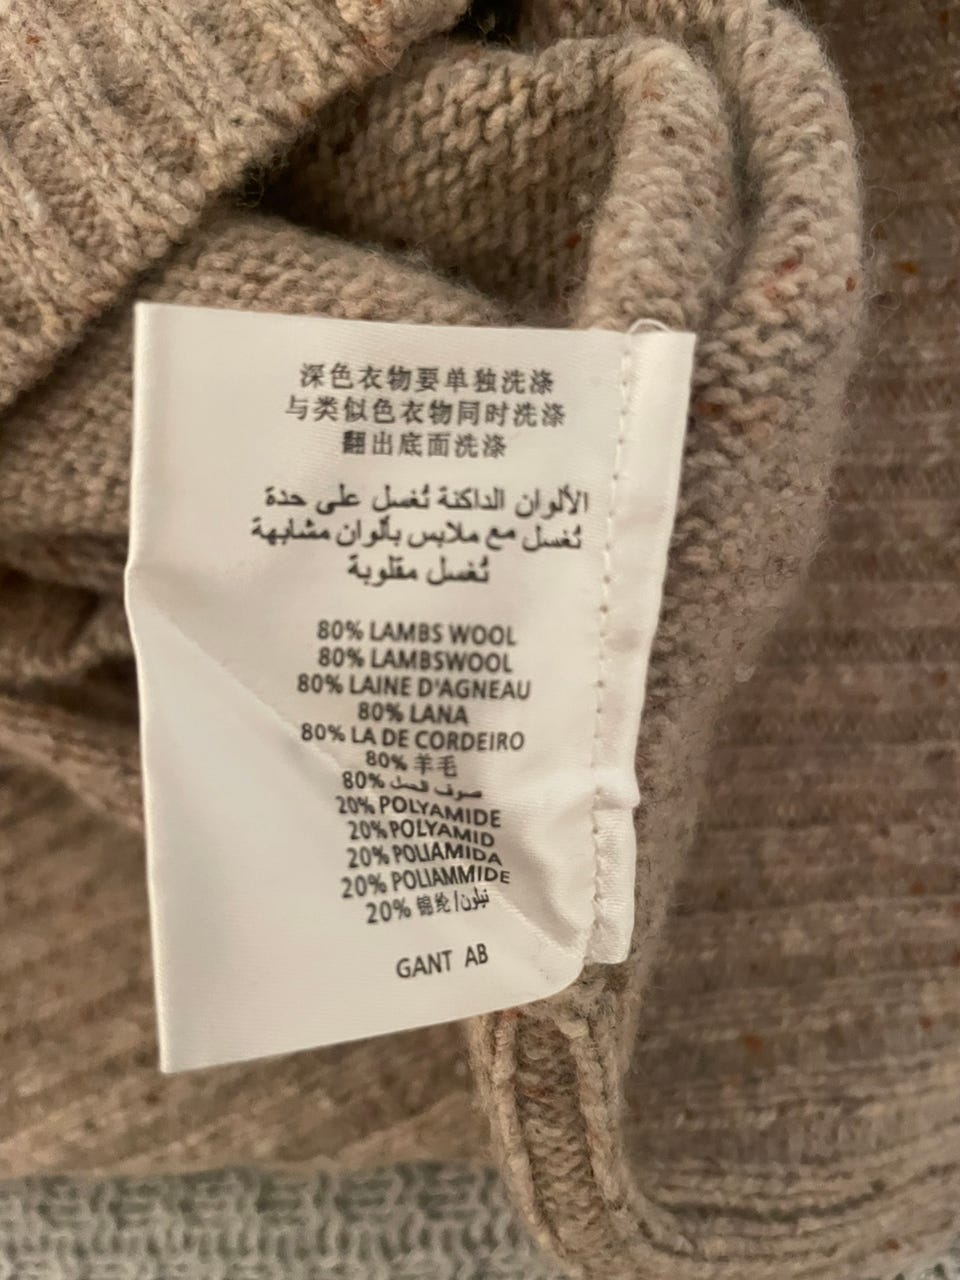 深色衣物要单独洗涤
与类似色衣物同时洗涤
翻出底面洗涤
الألوان الداكنة تُغسل على حدة
تُغسل مع ملابس بألوان مشابهة
تُغسل مقلوبة
80% LAMBS WOOL
80% LAMBSWOOL
80% LAINE D'AGNEAU
80% LANA
80% LA DE CORDEIRO
80% 羊毛
80% صوف الحمل
20% POLYAMIDE
20% POLYAMID
20% POLIAMIDA
20% POLIAMMIDE
20% 锦纶/نيلون
GANT AB